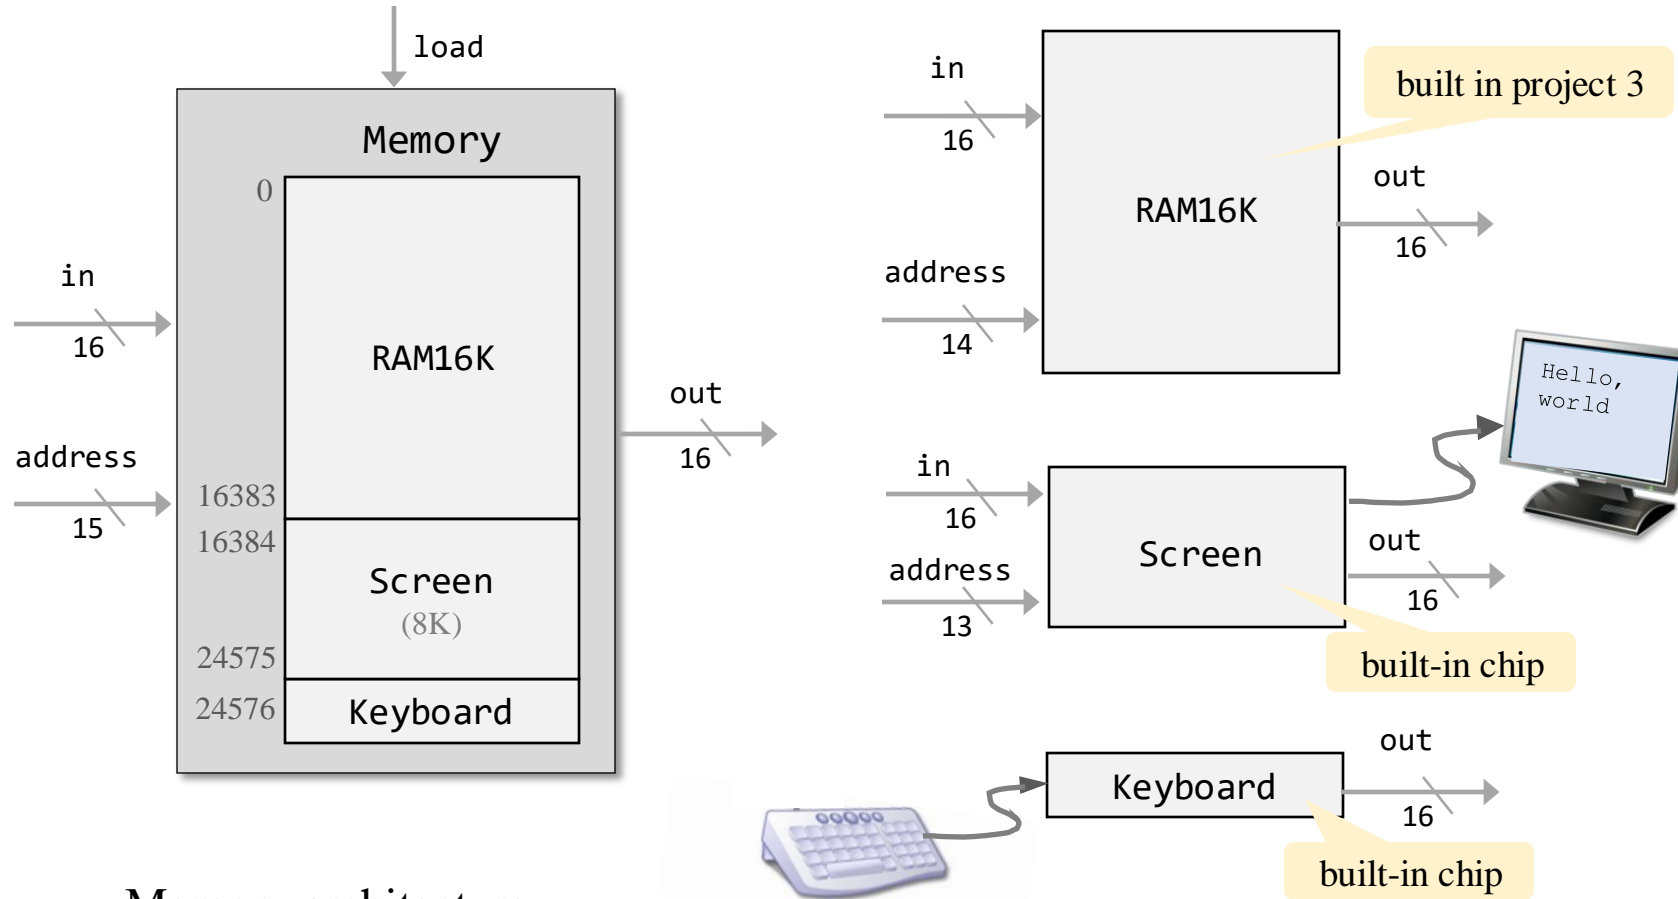 load
Memory
0
in
16
RAM16K
out
16
address
15
16383
16384
Screen
(8K)
24575
24576
Keyboard
in
16
built in project 3
RAM16K
out
16
address
14
Hello,
world
in
16
Screen
out
16
address
13
built-in chip
Keyboard
out
16
built-in chip